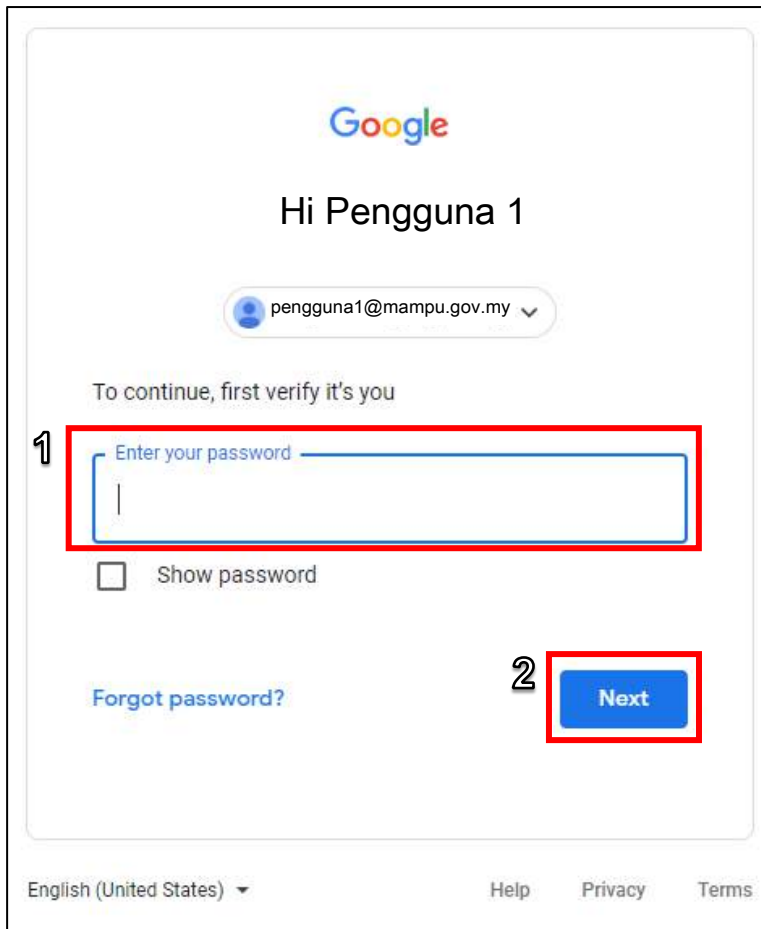 Google
Hi Pengguna 1
pengguna1@mampu.gov.my
To continue, first verify it's you
1
Enter your password
Show password
2
Forgot password? Next
English (United States) Help Privacy Terms